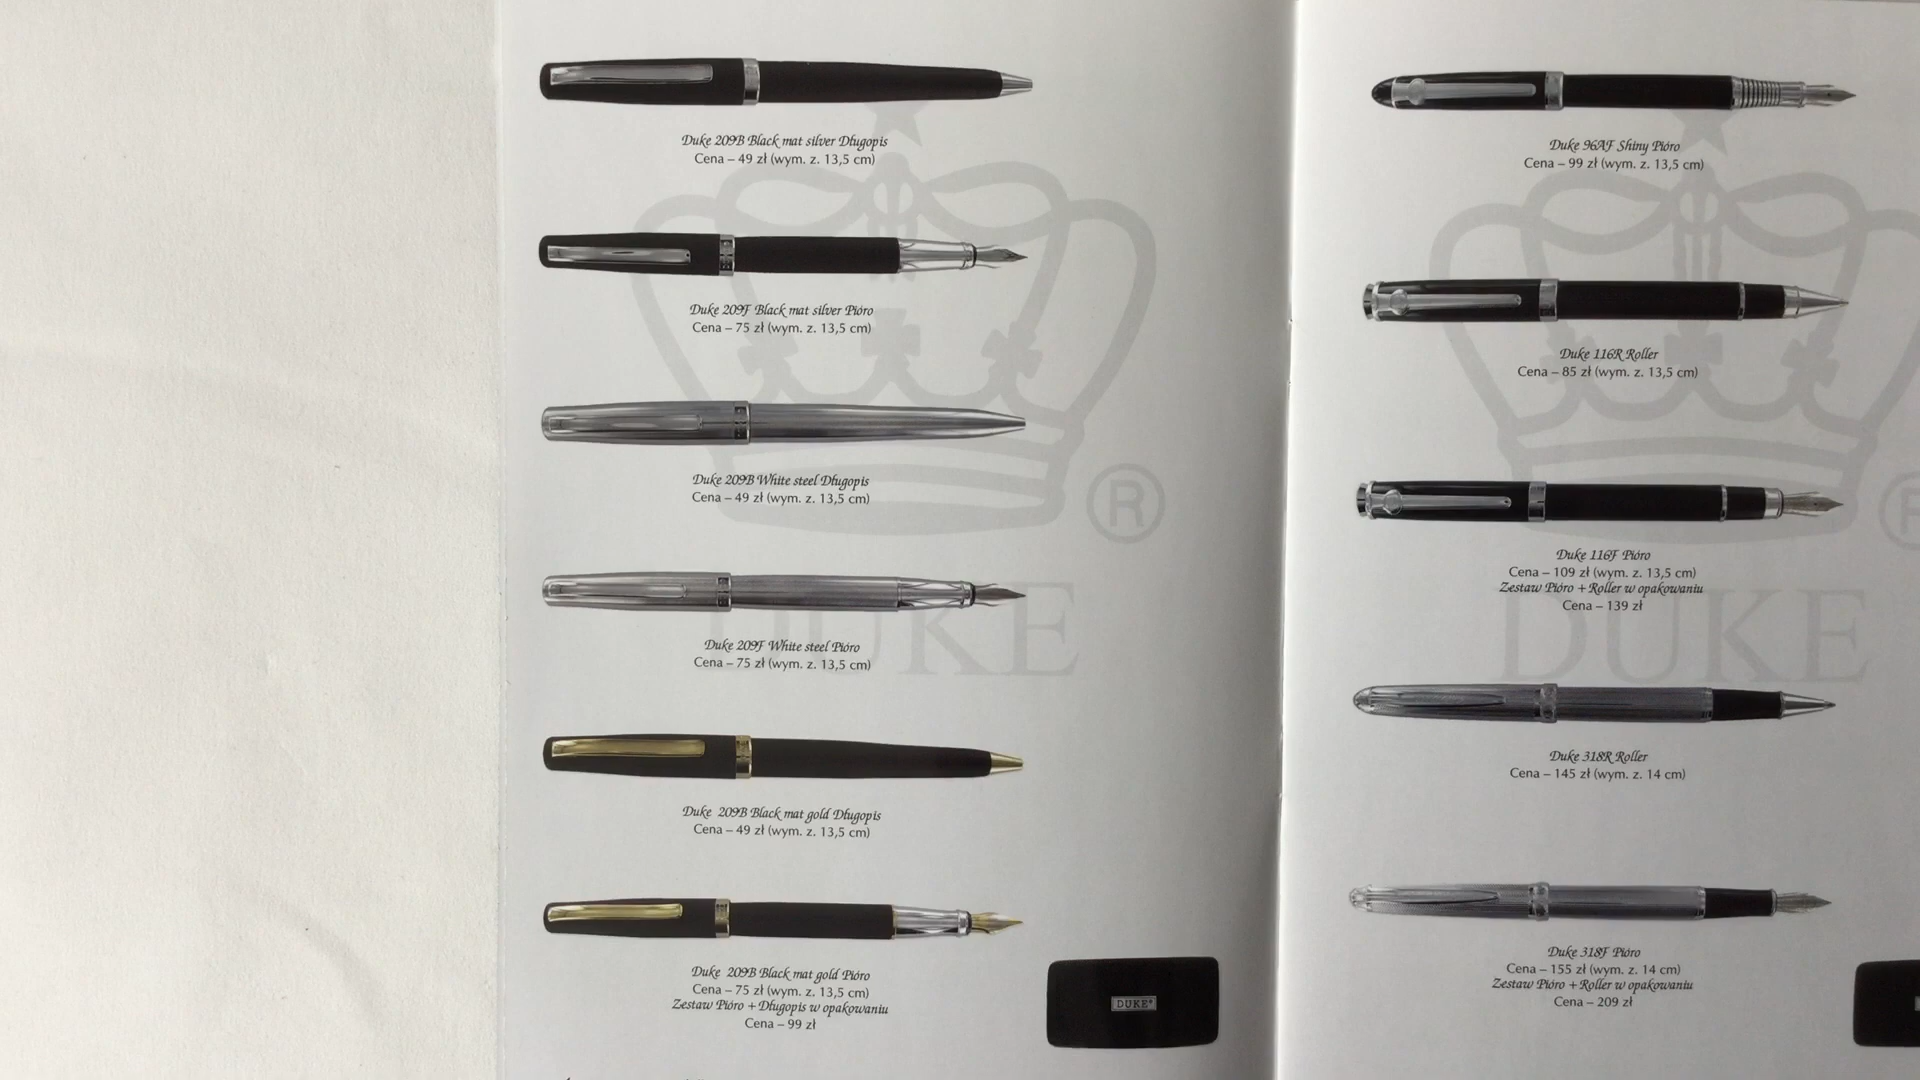 Duke 209B Black mat silver Długopis
Cena – 49 zł (wym. z. 13,5 cm)
Duke 209F Black mat silver Pióro
Cena – 75 zł (wym. z. 13,5 cm)
Duke 209B White steel Długopis
Cena – 49 zł (wym. z. 13,5 cm)
Duke 209F White steel Pióro
Cena – 75 zł (wym. z. 13,5 cm)
Duke 209B Black mat gold Długopis
Cena – 49 zł (wym. z. 13,5 cm)
Duke 209B Black mat gold Pióro
Cena – 75 zł (wym. z. 13,5 cm)
Zestaw Pióro + Długopis w opakowaniu
Cena – 99 zł
DUKE®
®
DUKE
Duke 96AF Shiny Pióro
Cena – 99 zł (wym. z. 13,5 cm)
Duke 116R Roller
Cena – 85 zł (wym. z. 13,5 cm)
Duke 116F Pióro
Cena – 109 zł (wym. z. 13,5 cm)
Zestaw Pióro + Roller w opakowaniu
Cena – 139 zł
Duke 318R Roller
Cena – 145 zł (wym. z. 14 cm)
Duke 318F Pióro
Cena – 155 zł (wym. z. 14 cm)
Zestaw Pióro + Roller w opakowaniu
Cena – 209 zł
®
DUKE